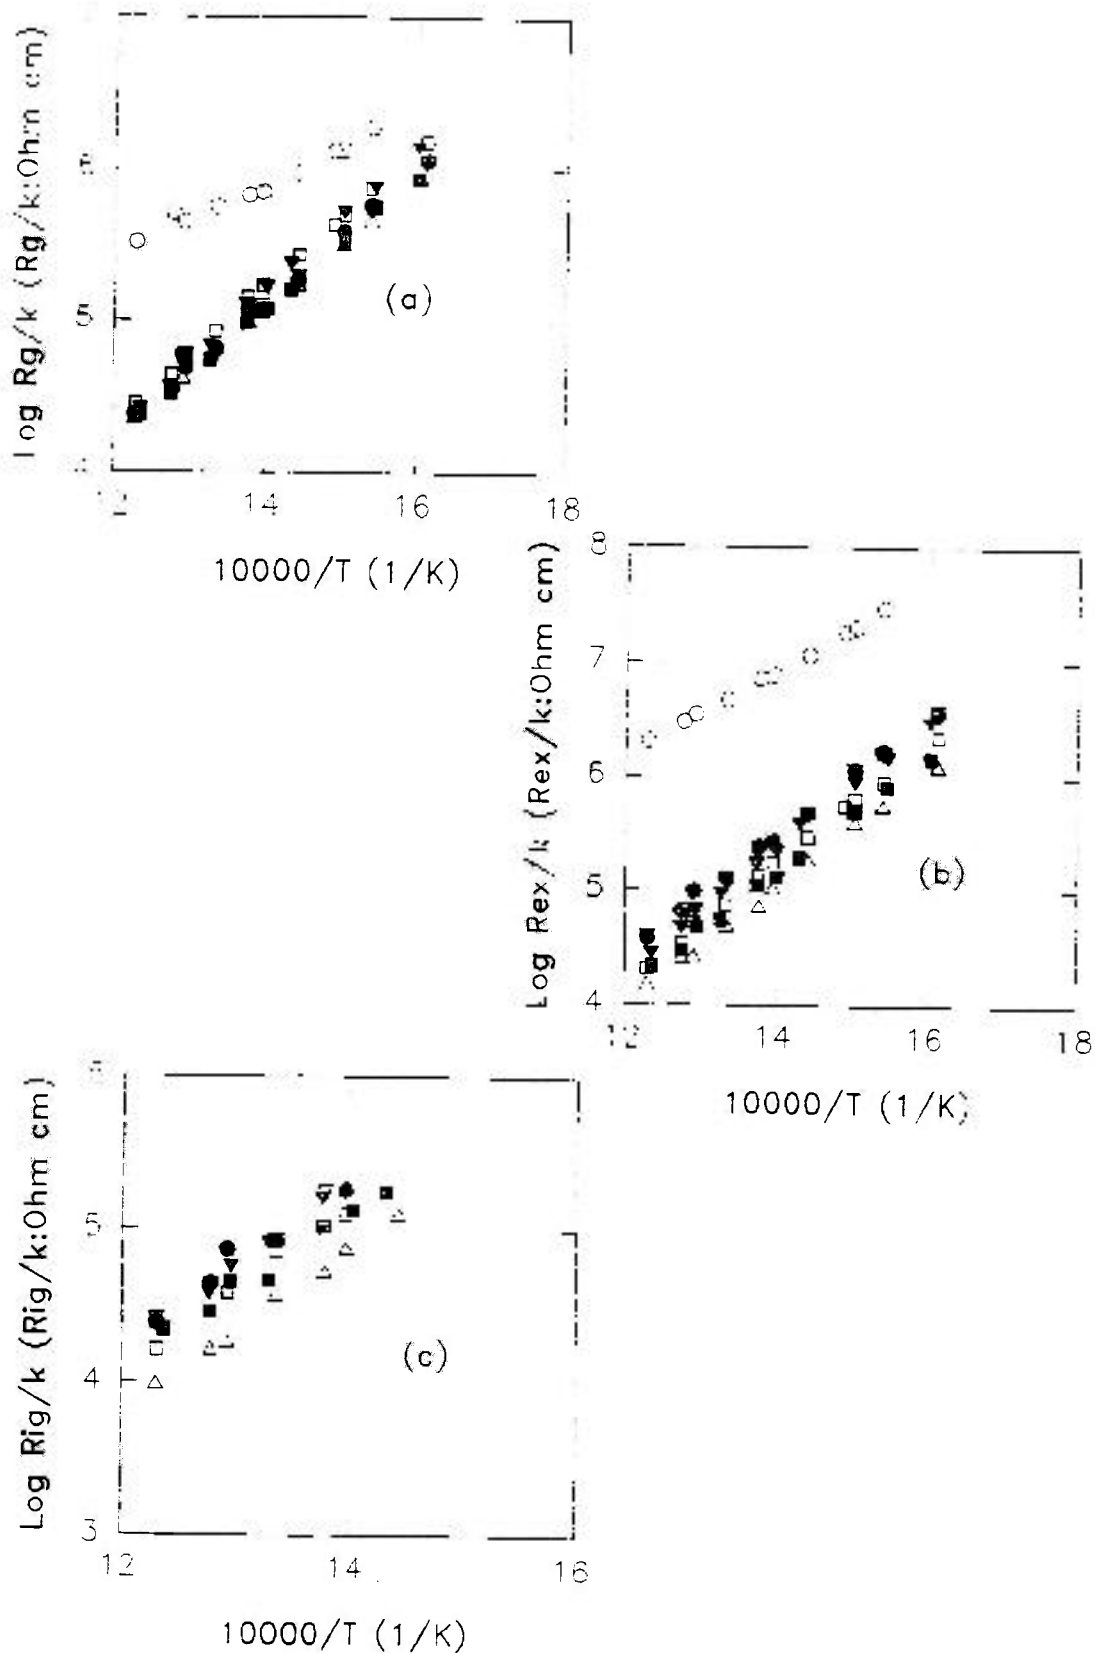 Log Rg/k (Rg/k:Ohm cm)
5
4
12
14
16
18
10000/T (1/K)
(a)
Log Rex/k (Rex/k:Ohm cm)
8
7
6
5
4
12
14
16
18
10000/T (1/K)
(b)
Log Rig/k (Rig/k:Ohm cm)
5
4
3
12
14
16
10000/T (1/K)
(c)